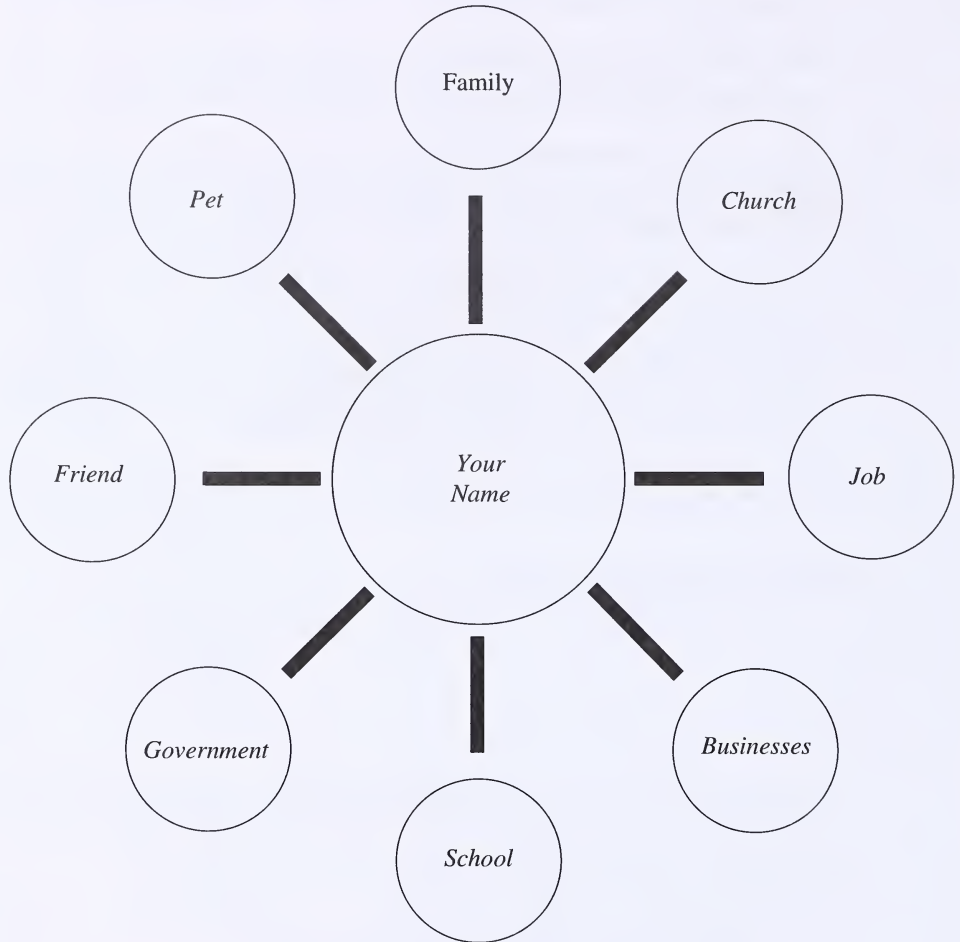 Family
Pet
Church
Friend
Your
Name
Job
Government
Businesses
School